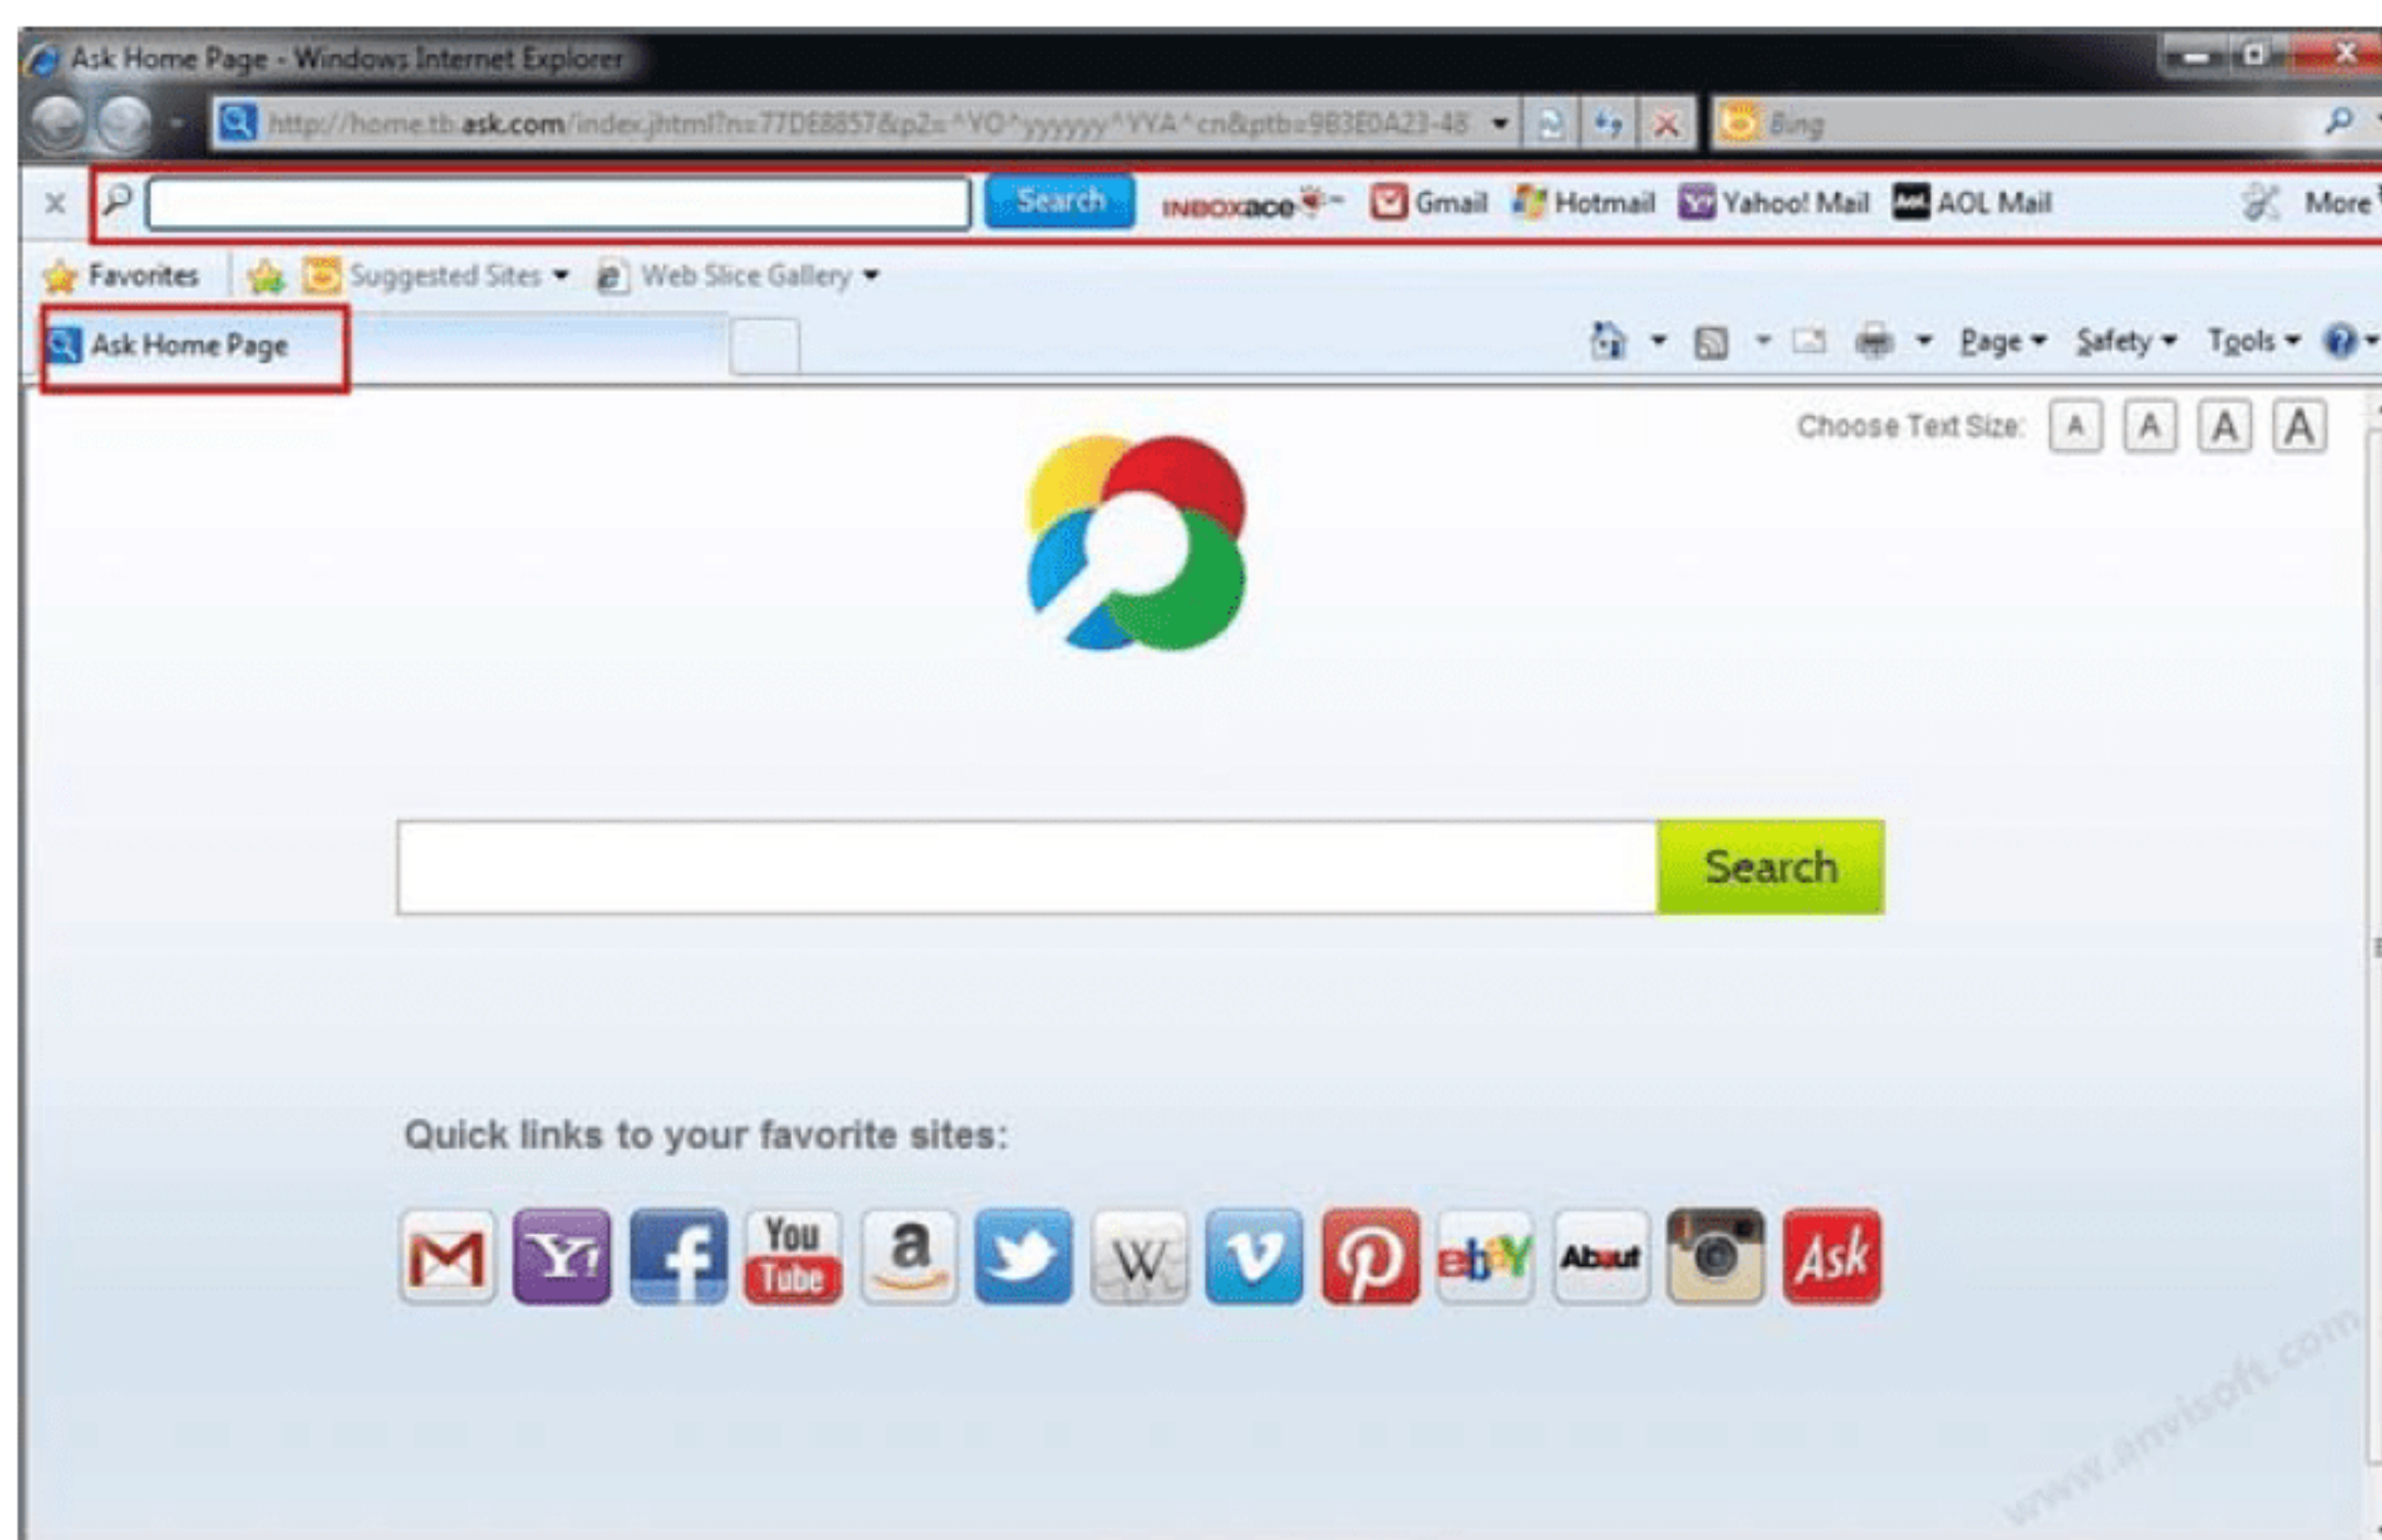 Ask Home Page - Windows Internet Explorer
http://home.tb.ask.com/index.jhtml?n=77DE8857&p2=^YO^yyyyyy^YYA^cn&ptb=9B3E0A23-48 Bing
Search INBOXace Gmail Hotmail Yahoo! Mail AOL Mail More
Favorites Suggested Sites Web Slice Gallery
Ask Home Page Page Safety Tools
Choose Text Size: A A A A
Search
Quick links to your favorite sites:
M Y! f You Tube a W v P ebay About Ask
www.anvisoft.com